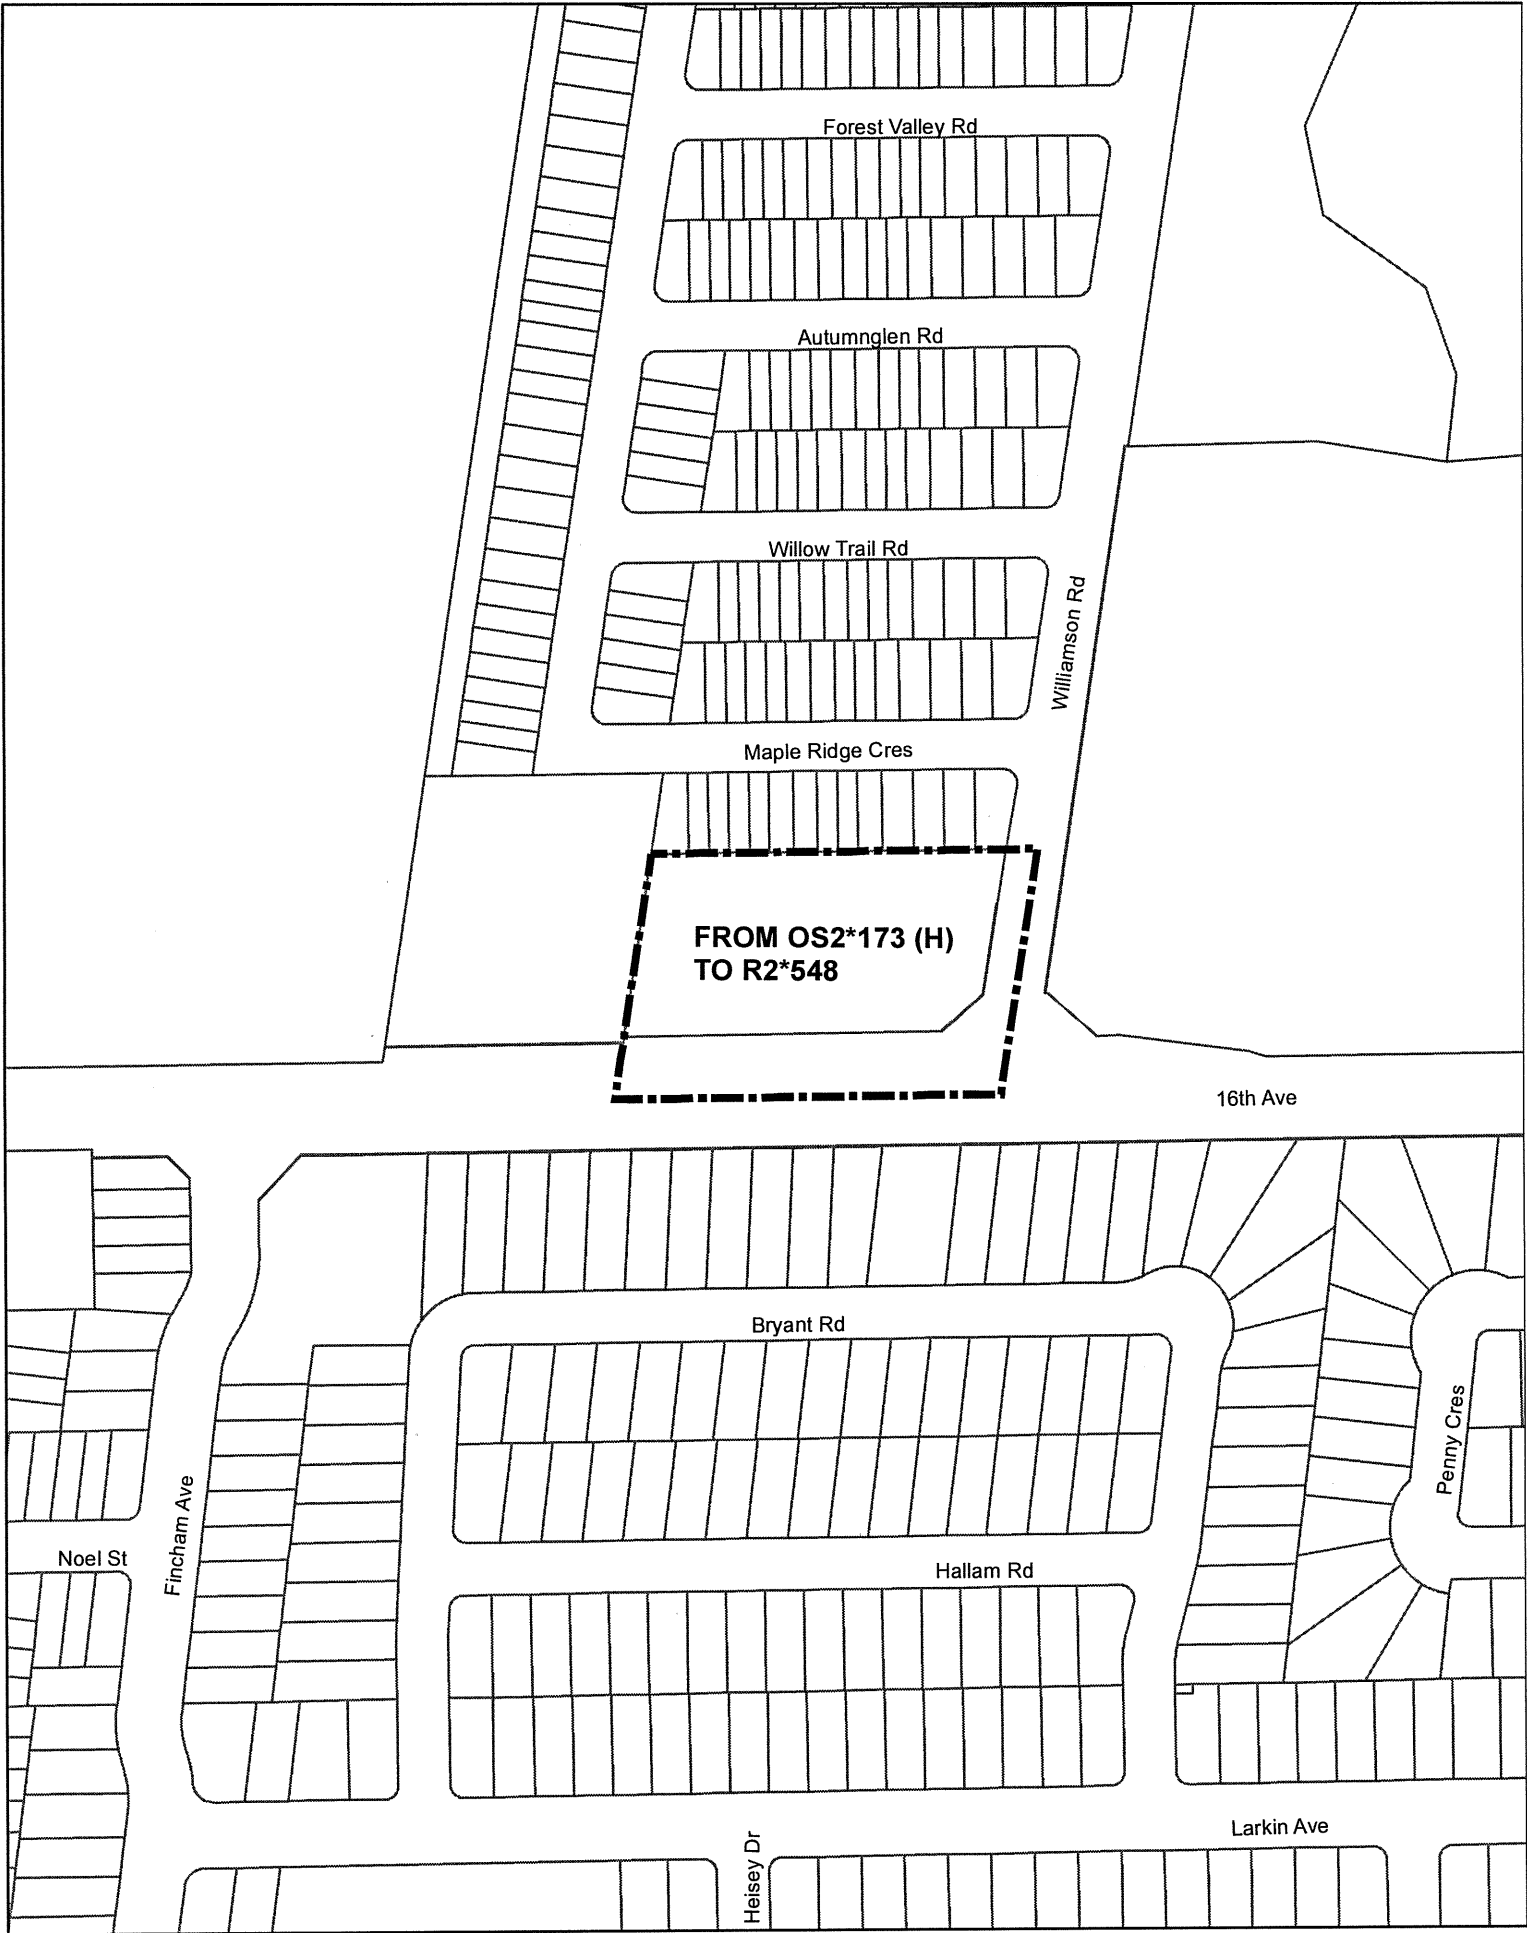 Forest Valley Rd
Autumnglen Rd
Willow Trail Rd
Williamson Rd
Maple Ridge Cres
FROM OS2*173 (H)
TO R2*548
16th Ave
Bryant Rd
Penny Cres
Fincham Ave
Noel St
Hallam Rd
Larkin Ave
Heisey Dr